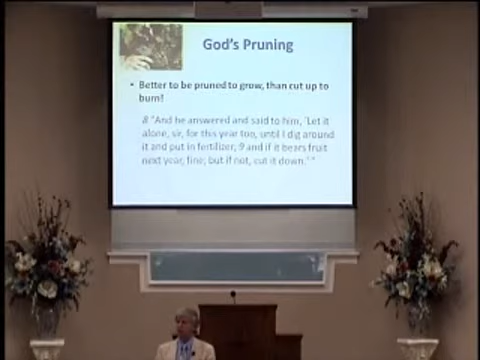 God's Pruning
• Better to be pruned to grow, than cut up to
burn!
8 "And he answered and said to him, 'Let it
alone, sir, for this year too, until I dig around
it and put in fertilizer; 9 and if it bears fruit
next year, fine; but if not, cut it down.' "